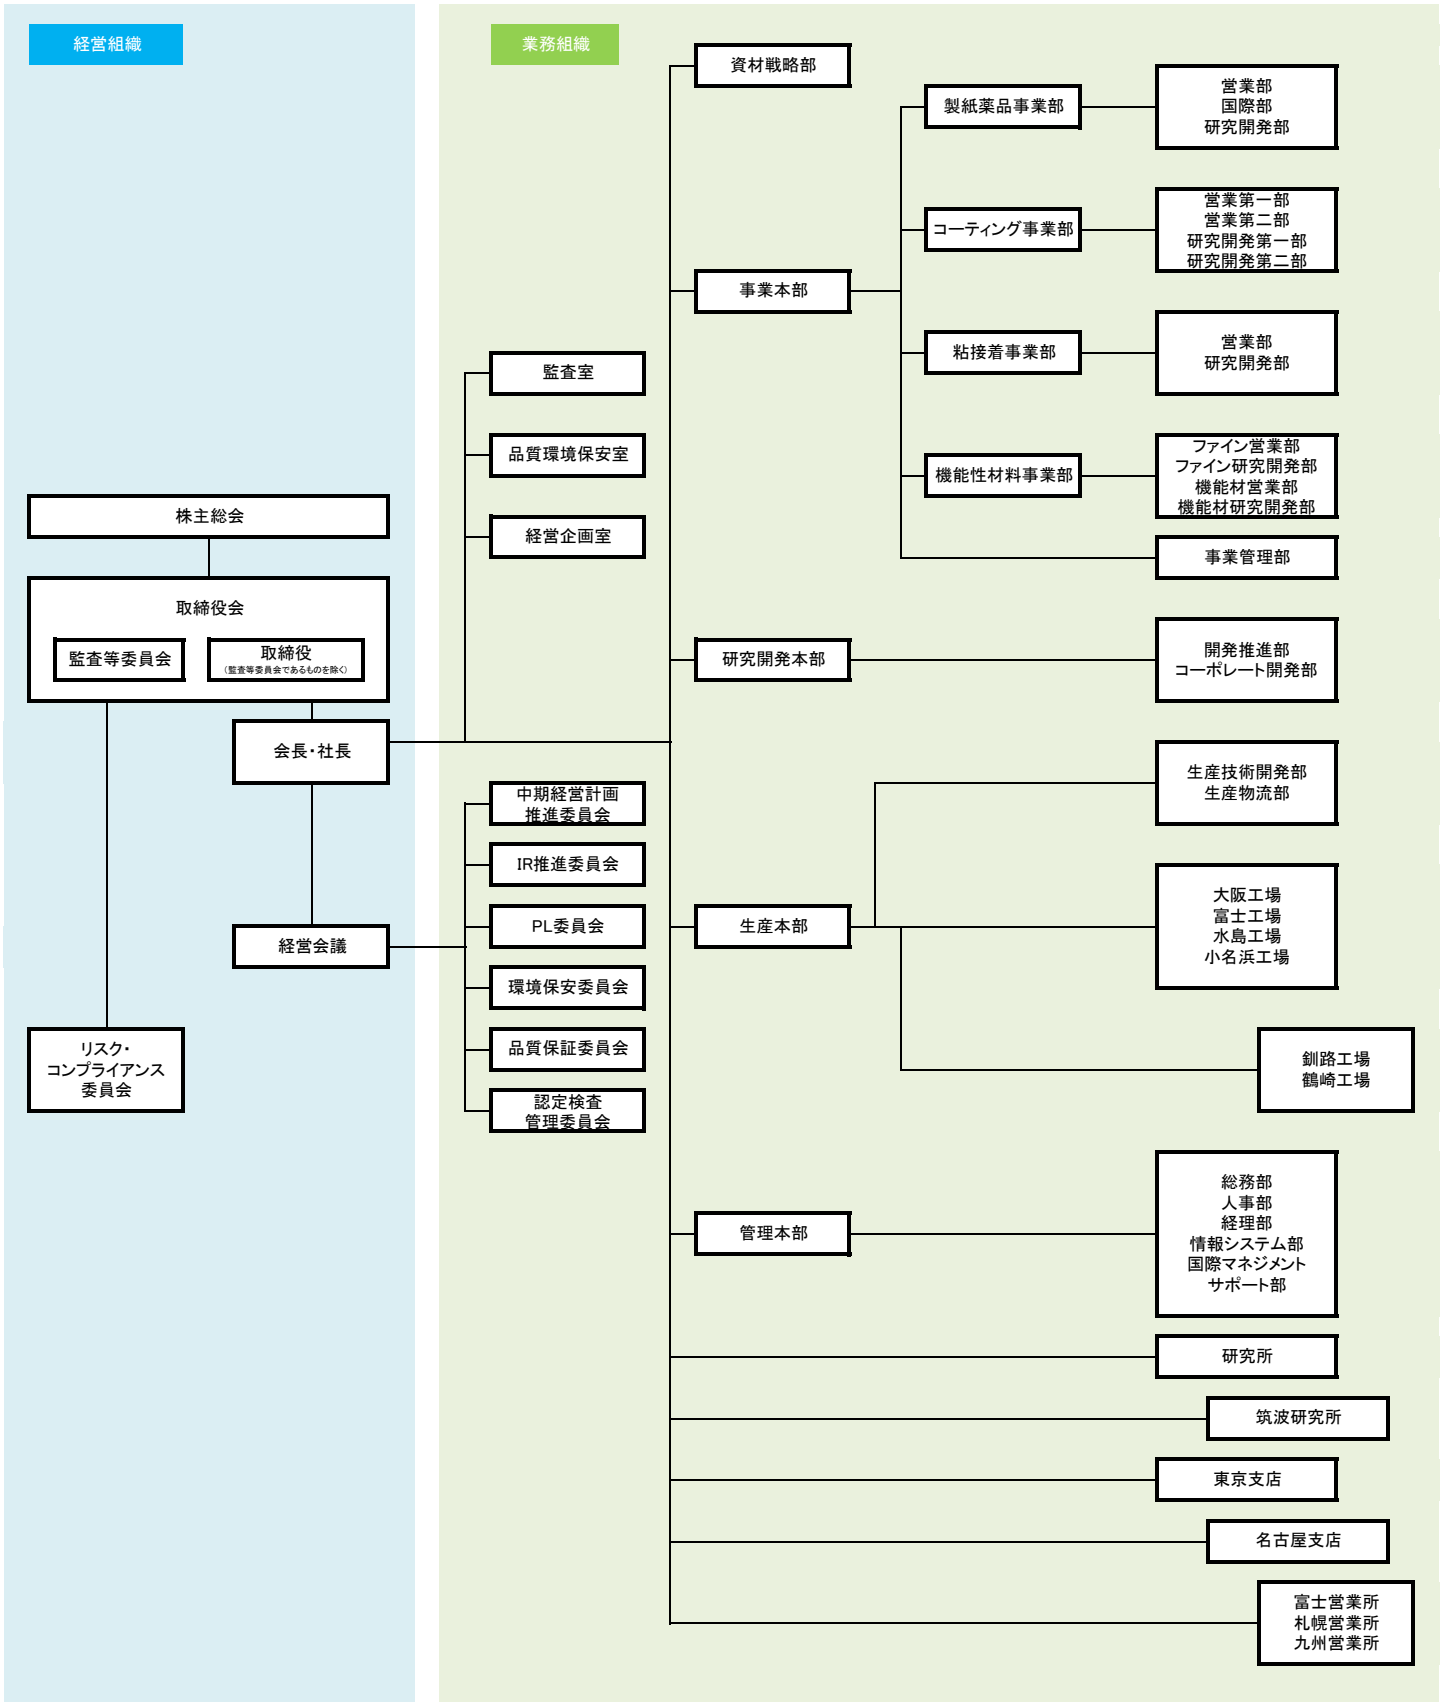 経営組織
株主総会
取締役会
監査等委員会
取締役
（監査等委員会であるものを除く）
会長・社長
経営会議
リスク・
コンプライアンス
委員会
業務組織
監査室
品質環境保安室
経営企画室
中期経営計画
推進委員会
IR推進委員会
PL委員会
環境保安委員会
品質保証委員会
認定検査
管理委員会
資材戦略部
事業本部
製紙薬品事業部
営業部
国際部
研究開発部
コーティング事業部
営業第一部
営業第二部
研究開発第一部
研究開発第二部
粘接着事業部
営業部
研究開発部
機能性材料事業部
ファイン営業部
ファイン研究開発部
機能材営業部
機能材研究開発部
事業管理部
研究開発本部
開発推進部
コーポレート開発部
生産本部
生産技術開発部
生産物流部
大阪工場
富士工場
水島工場
小名浜工場
釧路工場
鶴崎工場
管理本部
総務部
人事部
経理部
情報システム部
国際マネジメント
サポート部
研究所
筑波研究所
東京支店
名古屋支店
富士営業所
札幌営業所
九州営業所